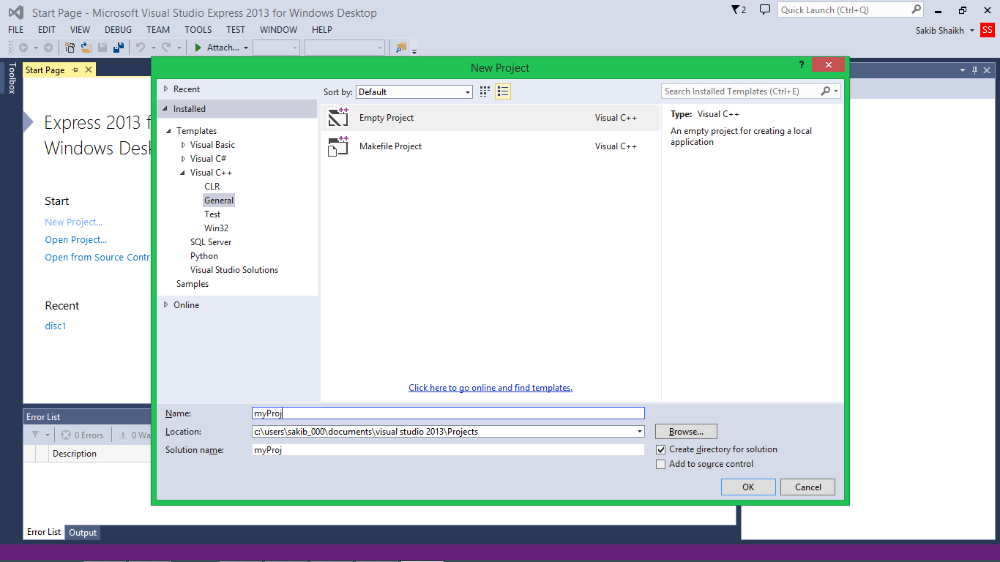 Start Page - Microsoft Visual Studio Express 2013 for Windows Desktop
2
Quick Launch (Ctrl+Q)
FILE EDIT VIEW DEBUG TEAM TOOLS TEST WINDOW HELP
Sakib Shaikh SS
Attach...
Toolbox
Start Page
Express 2013 f
Windows Desk
Start
New Project...
Open Project...
Open from Source Contr
Recent
disc1
New Project
?
Recent
Installed
Templates
Visual Basic
Visual C#
Visual C++
CLR
General
Test
Win32
SQL Server
Python
Visual Studio Solutions
Samples
Online
Sort by: Default
Search Installed Templates (Ctrl+E)
Empty Project Visual C++
Makefile Project Visual C++
Type: Visual C++
An empty project for creating a local
application
Click here to go online and find templates.
Name: myProj
Location: c:\users\sakib_000\documents\visual studio 2013\Projects
Browse...
Solution name: myProj
Create directory for solution
Add to source control
OK Cancel
Error List
0 Errors 0 Wa
Description
Error List Output